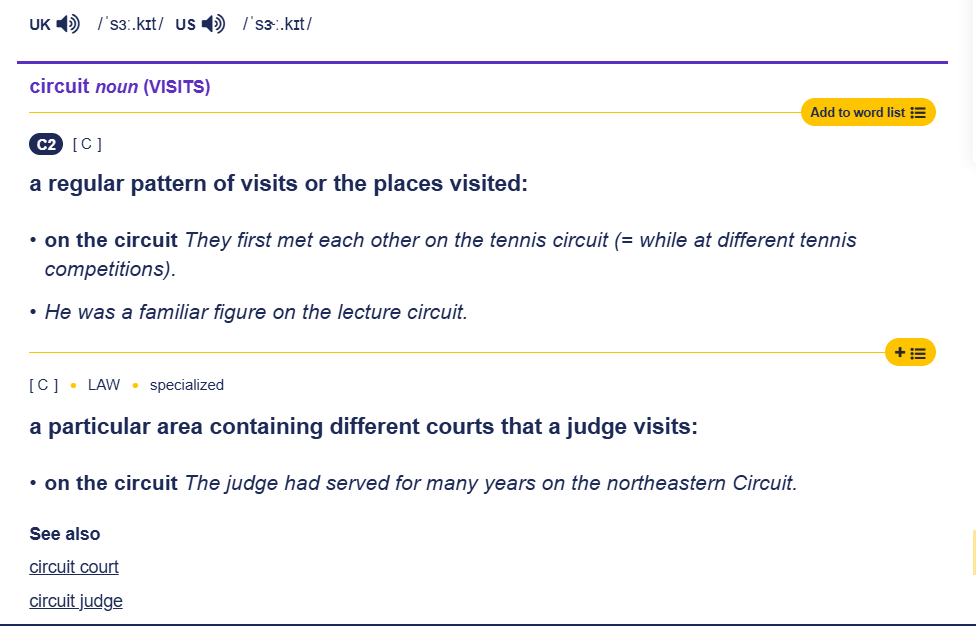 UK /ˈsɜː.kɪt/ US /ˈsɝː.kɪt/
circuit noun (VISITS)
Add to word list
C2 [ C ]
a regular pattern of visits or the places visited:
• on the circuit They first met each other on the tennis circuit (= while at different tennis
competitions).
• He was a familiar figure on the lecture circuit.
+
[ C ] • LAW • specialized
a particular area containing different courts that a judge visits:
• on the circuit The judge had served for many years on the northeastern Circuit.
See also
circuit court
circuit judge